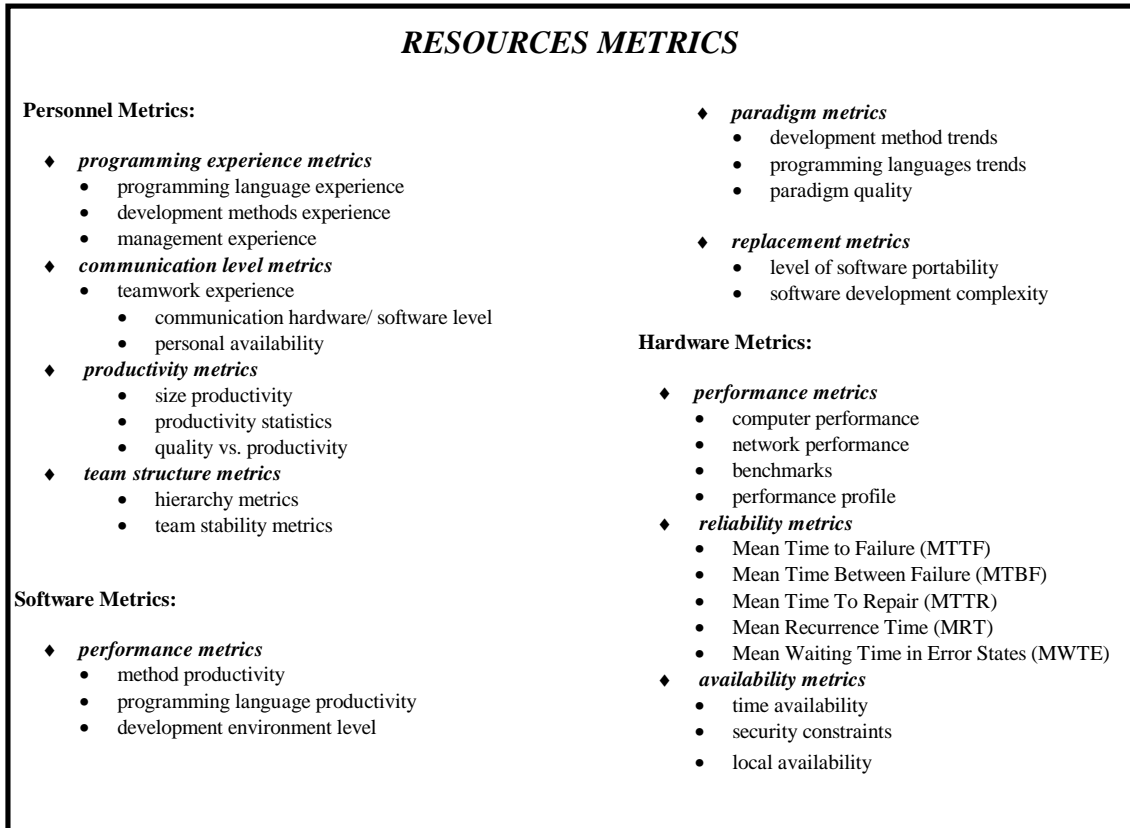 RESOURCES METRICS
Personnel Metrics:
♦ programming experience metrics
• programming language experience
• development methods experience
• management experience
♦ communication level metrics
• teamwork experience
• communication hardware/ software level
• personal availability
♦ productivity metrics
• size productivity
• productivity statistics
• quality vs. productivity
♦ team structure metrics
• hierarchy metrics
• team stability metrics
Software Metrics:
♦ performance metrics
• method productivity
• programming language productivity
• development environment level
♦ paradigm metrics
• development method trends
• programming languages trends
• paradigm quality
♦ replacement metrics
• level of software portability
• software development complexity
Hardware Metrics:
♦ performance metrics
• computer performance
• network performance
• benchmarks
• performance profile
♦ reliability metrics
• Mean Time to Failure (MTTF)
• Mean Time Between Failure (MTBF)
• Mean Time To Repair (MTTR)
• Mean Recurrence Time (MRT)
• Mean Waiting Time in Error States (MWTE)
♦ availability metrics
• time availability
• security constraints
• local availability